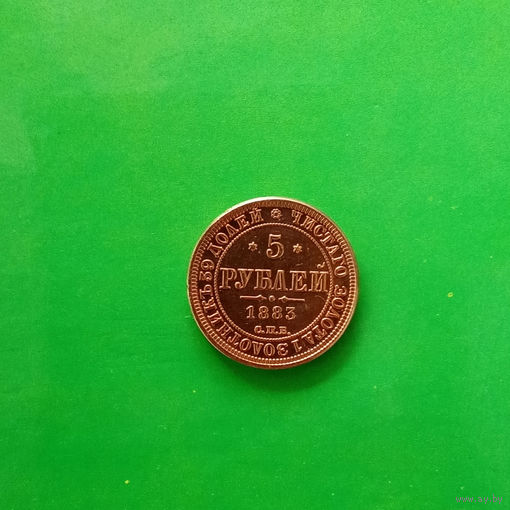 5
РУБЛЕЙ
1883
С.П.Б.
ЧИСТАГО ЗОЛОТА 1 ЗОЛОТНИКЪ 39 ДОЛЕЙ